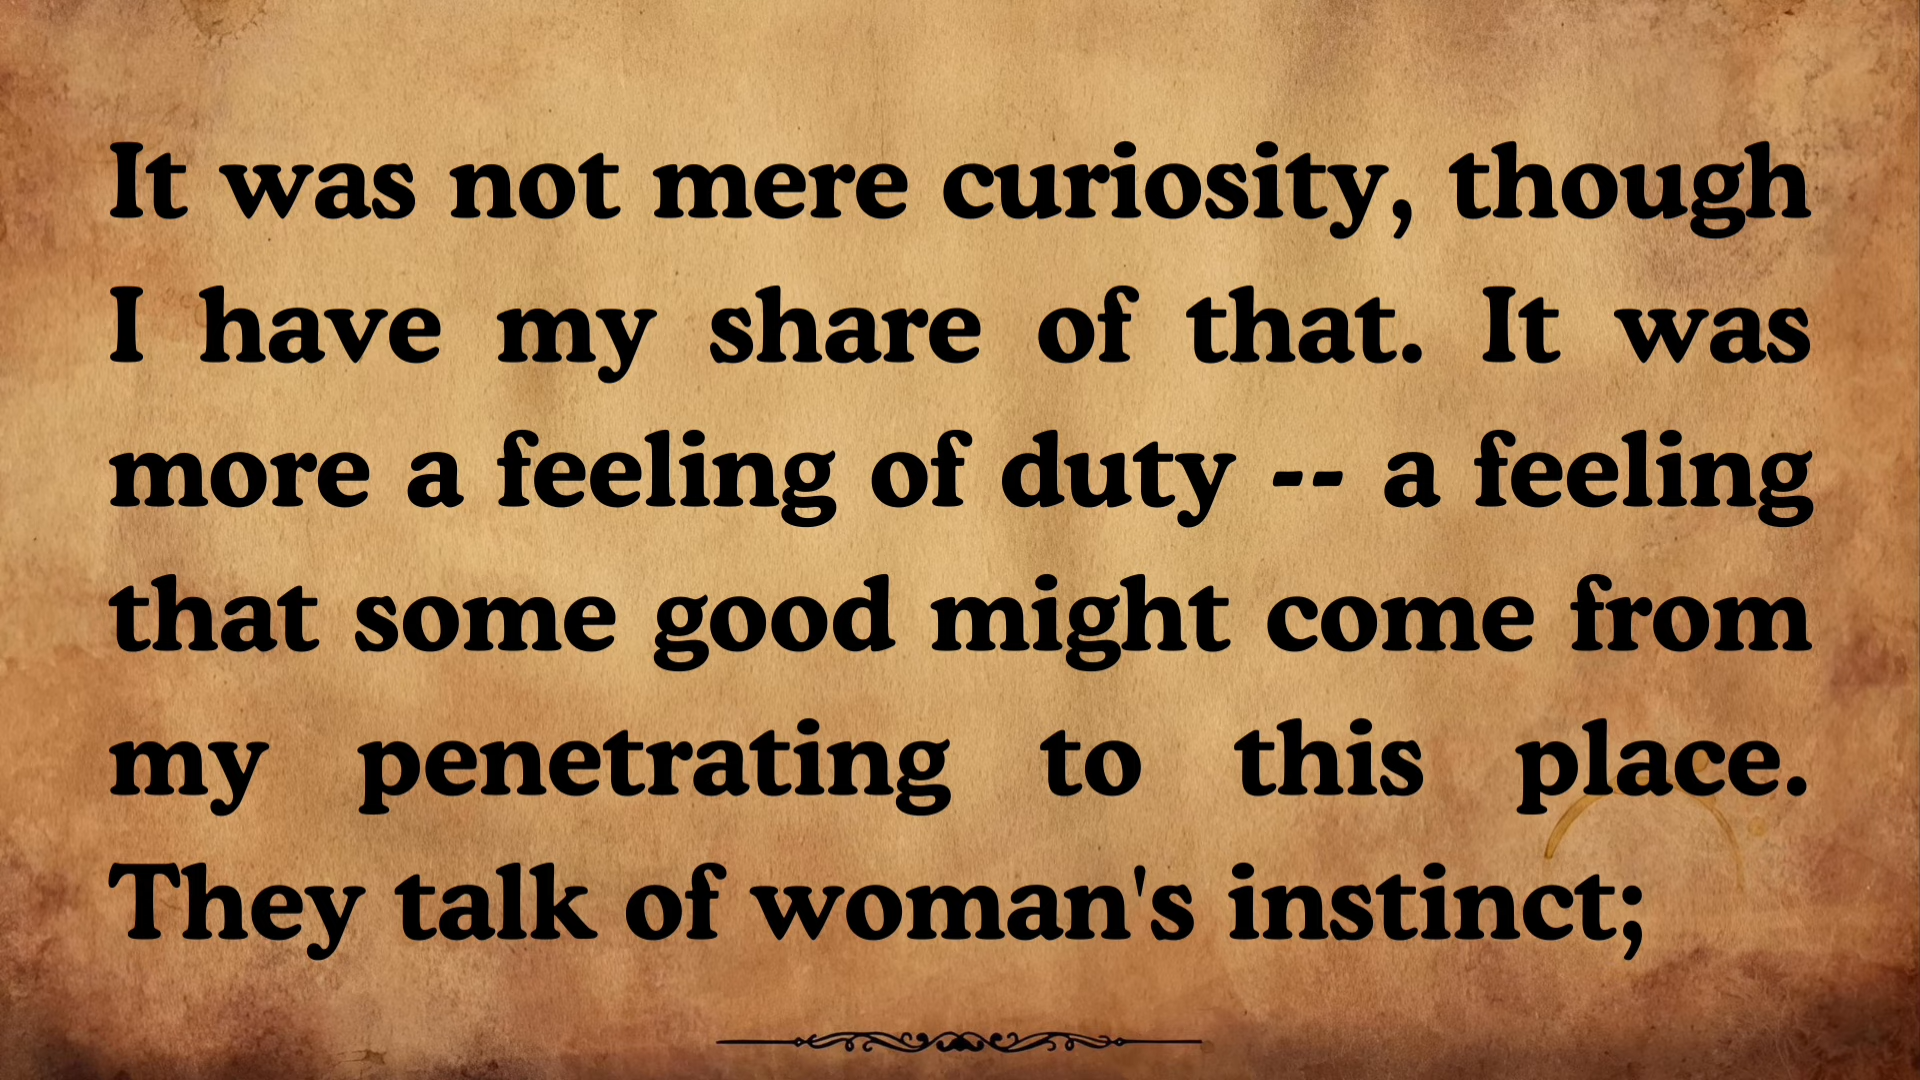 It was not mere curiosity, though
I have my share of that. It was
more a feeling of duty -- a feeling
that some good might come from
my penetrating to this place.
They talk of woman's instinct;